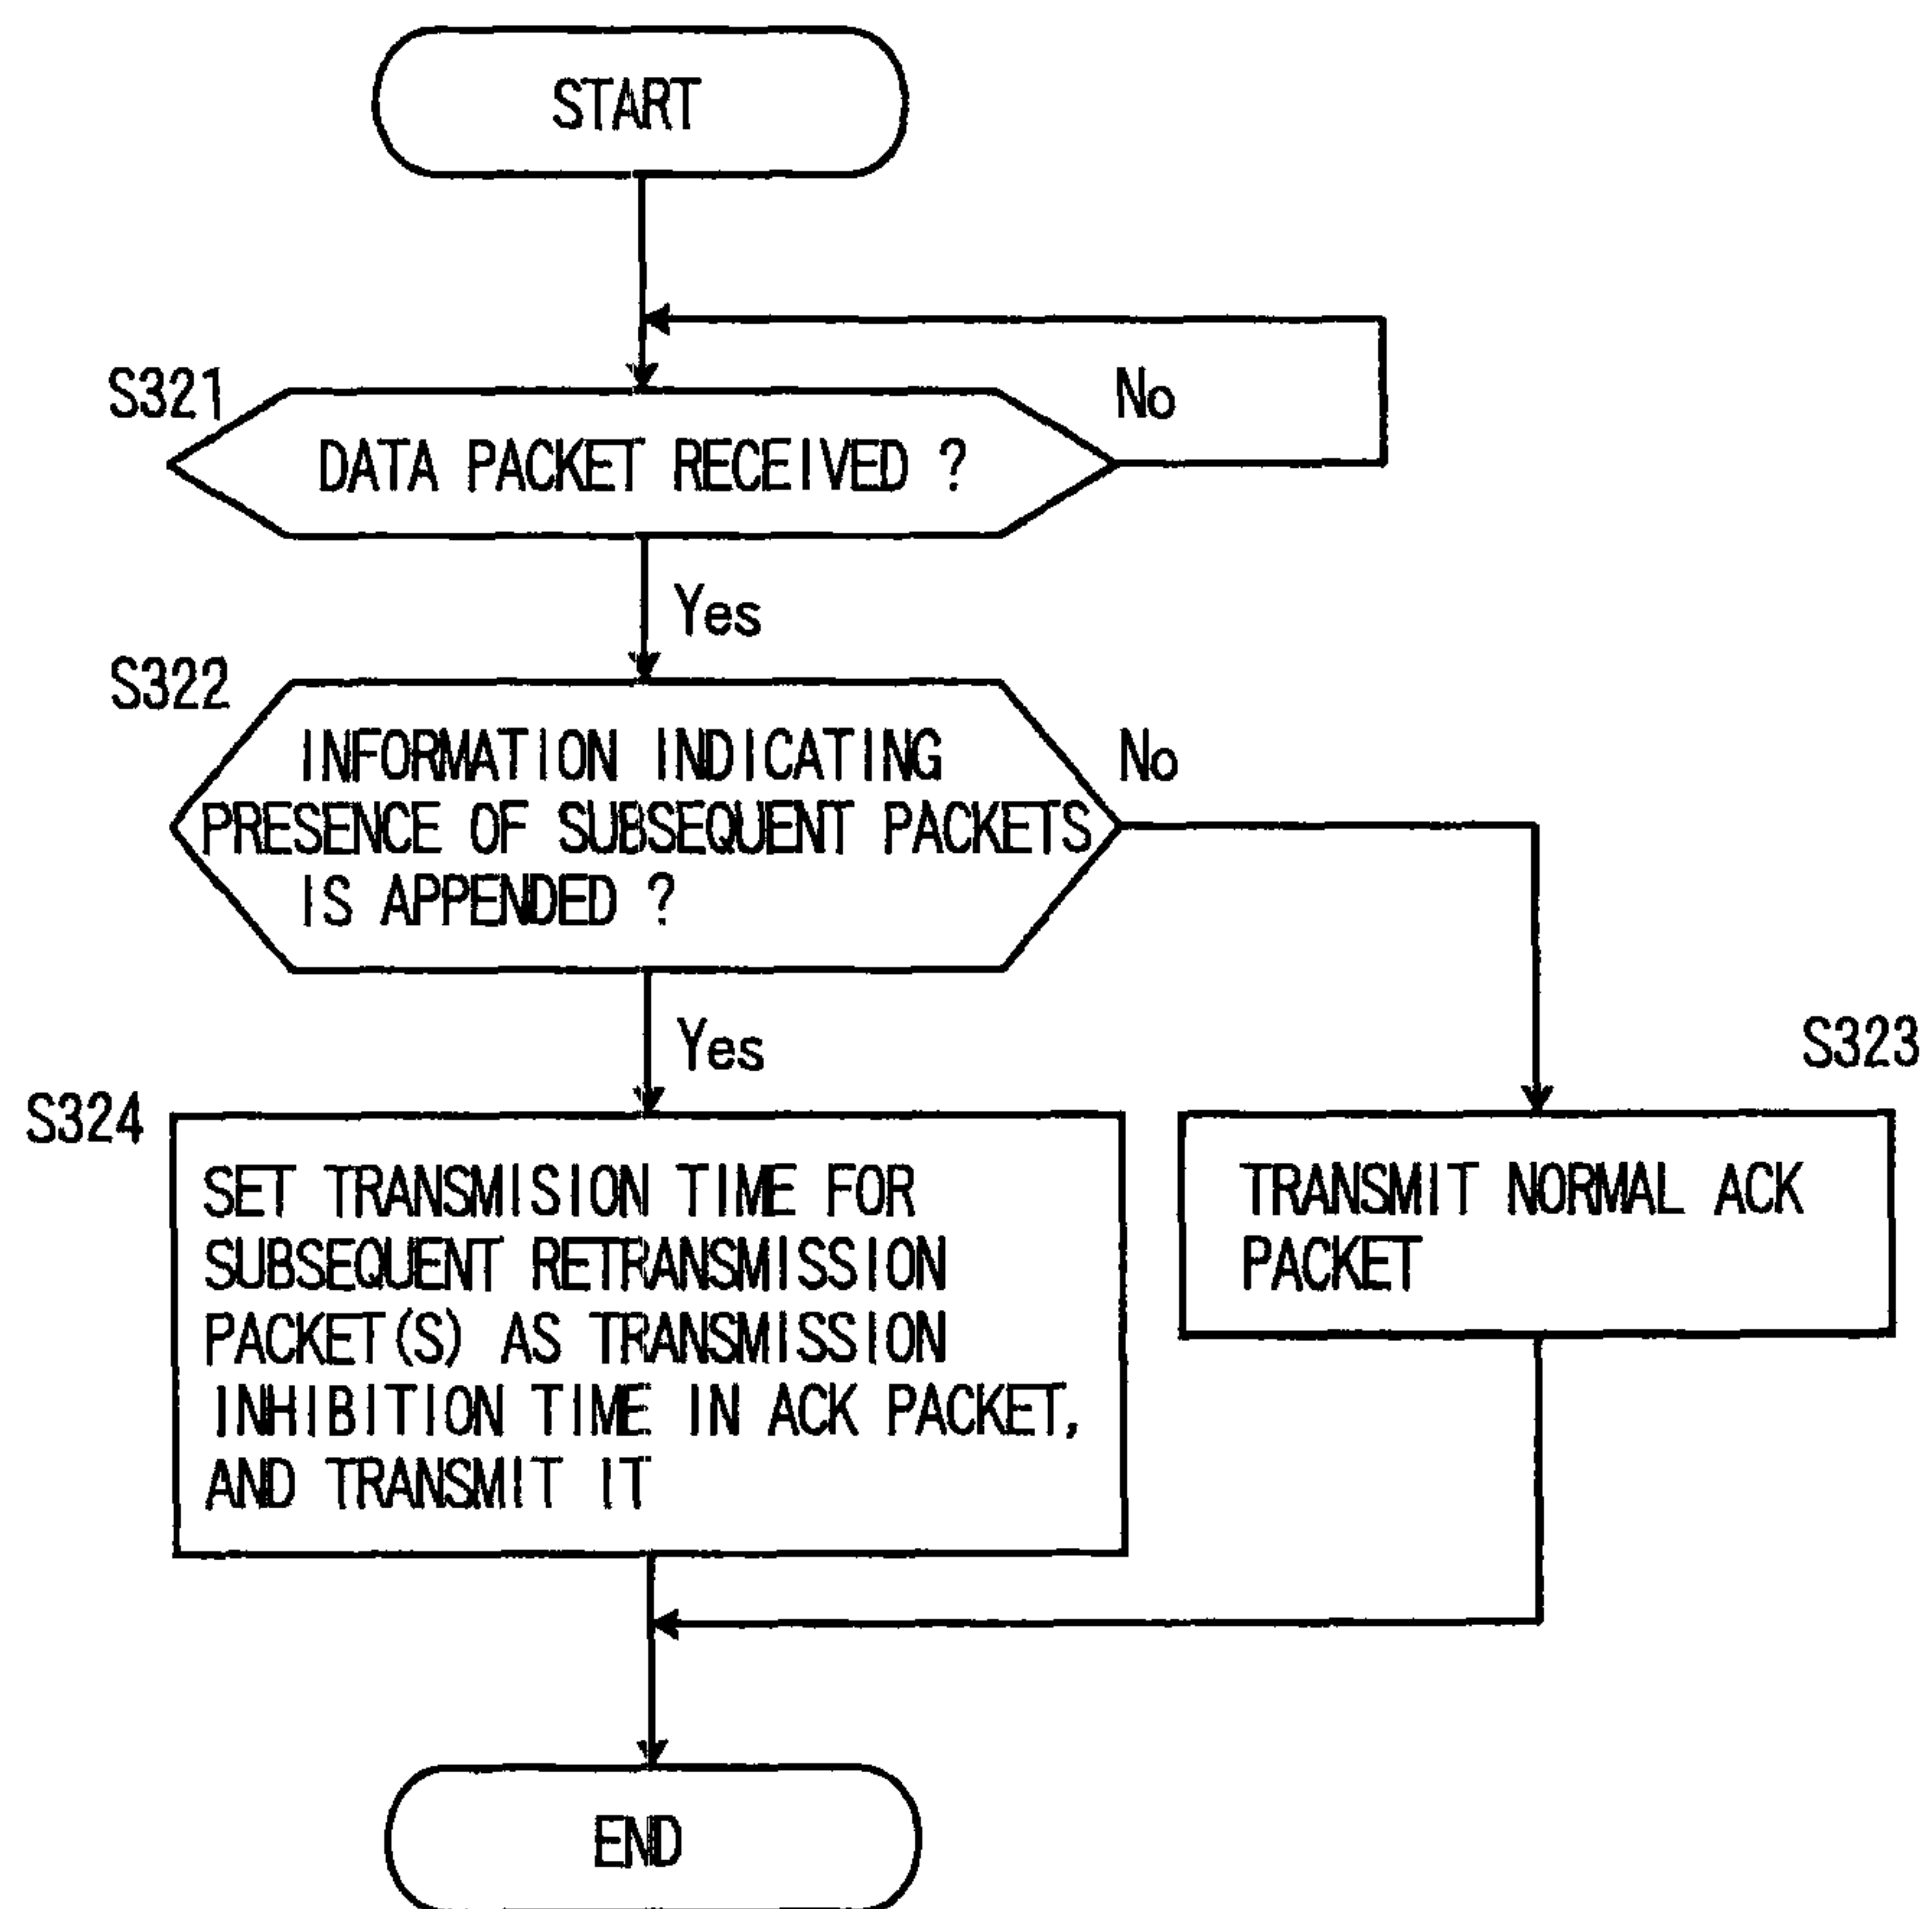 START
S321
No
DATA PACKET RECEIVED ?
Yes
S322
INFORMATION INDICATING
PRESENCE OF SUBSEQUENT PACKETS
IS APPENDED ?
No
Yes
S323
S324
SET TRANSMISION TIME FOR
SUBSEQUENT RETRANSMISSION
PACKET(S) AS TRANSMISSION
INHIBITION TIME IN ACK PACKET,
AND TRANSMIT IT
TRANSMIT NORMAL ACK
PACKET
END